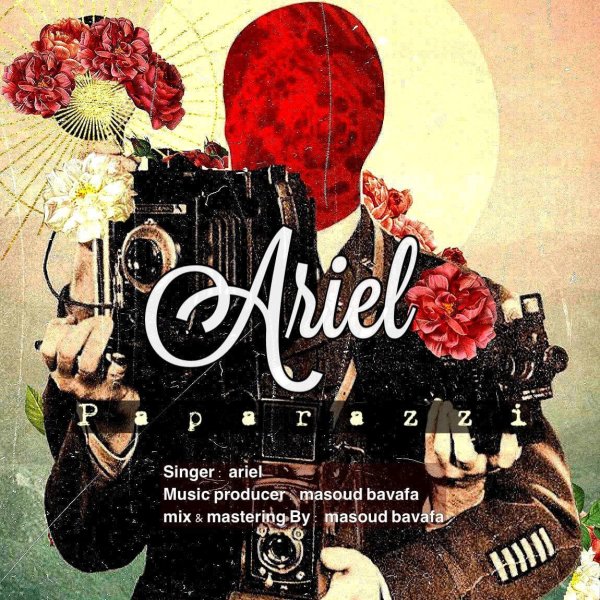 Ariel
Paparazzi
Singer : ariel
Music producer : masoud bavafa
mix & mastering By : masoud bavafa